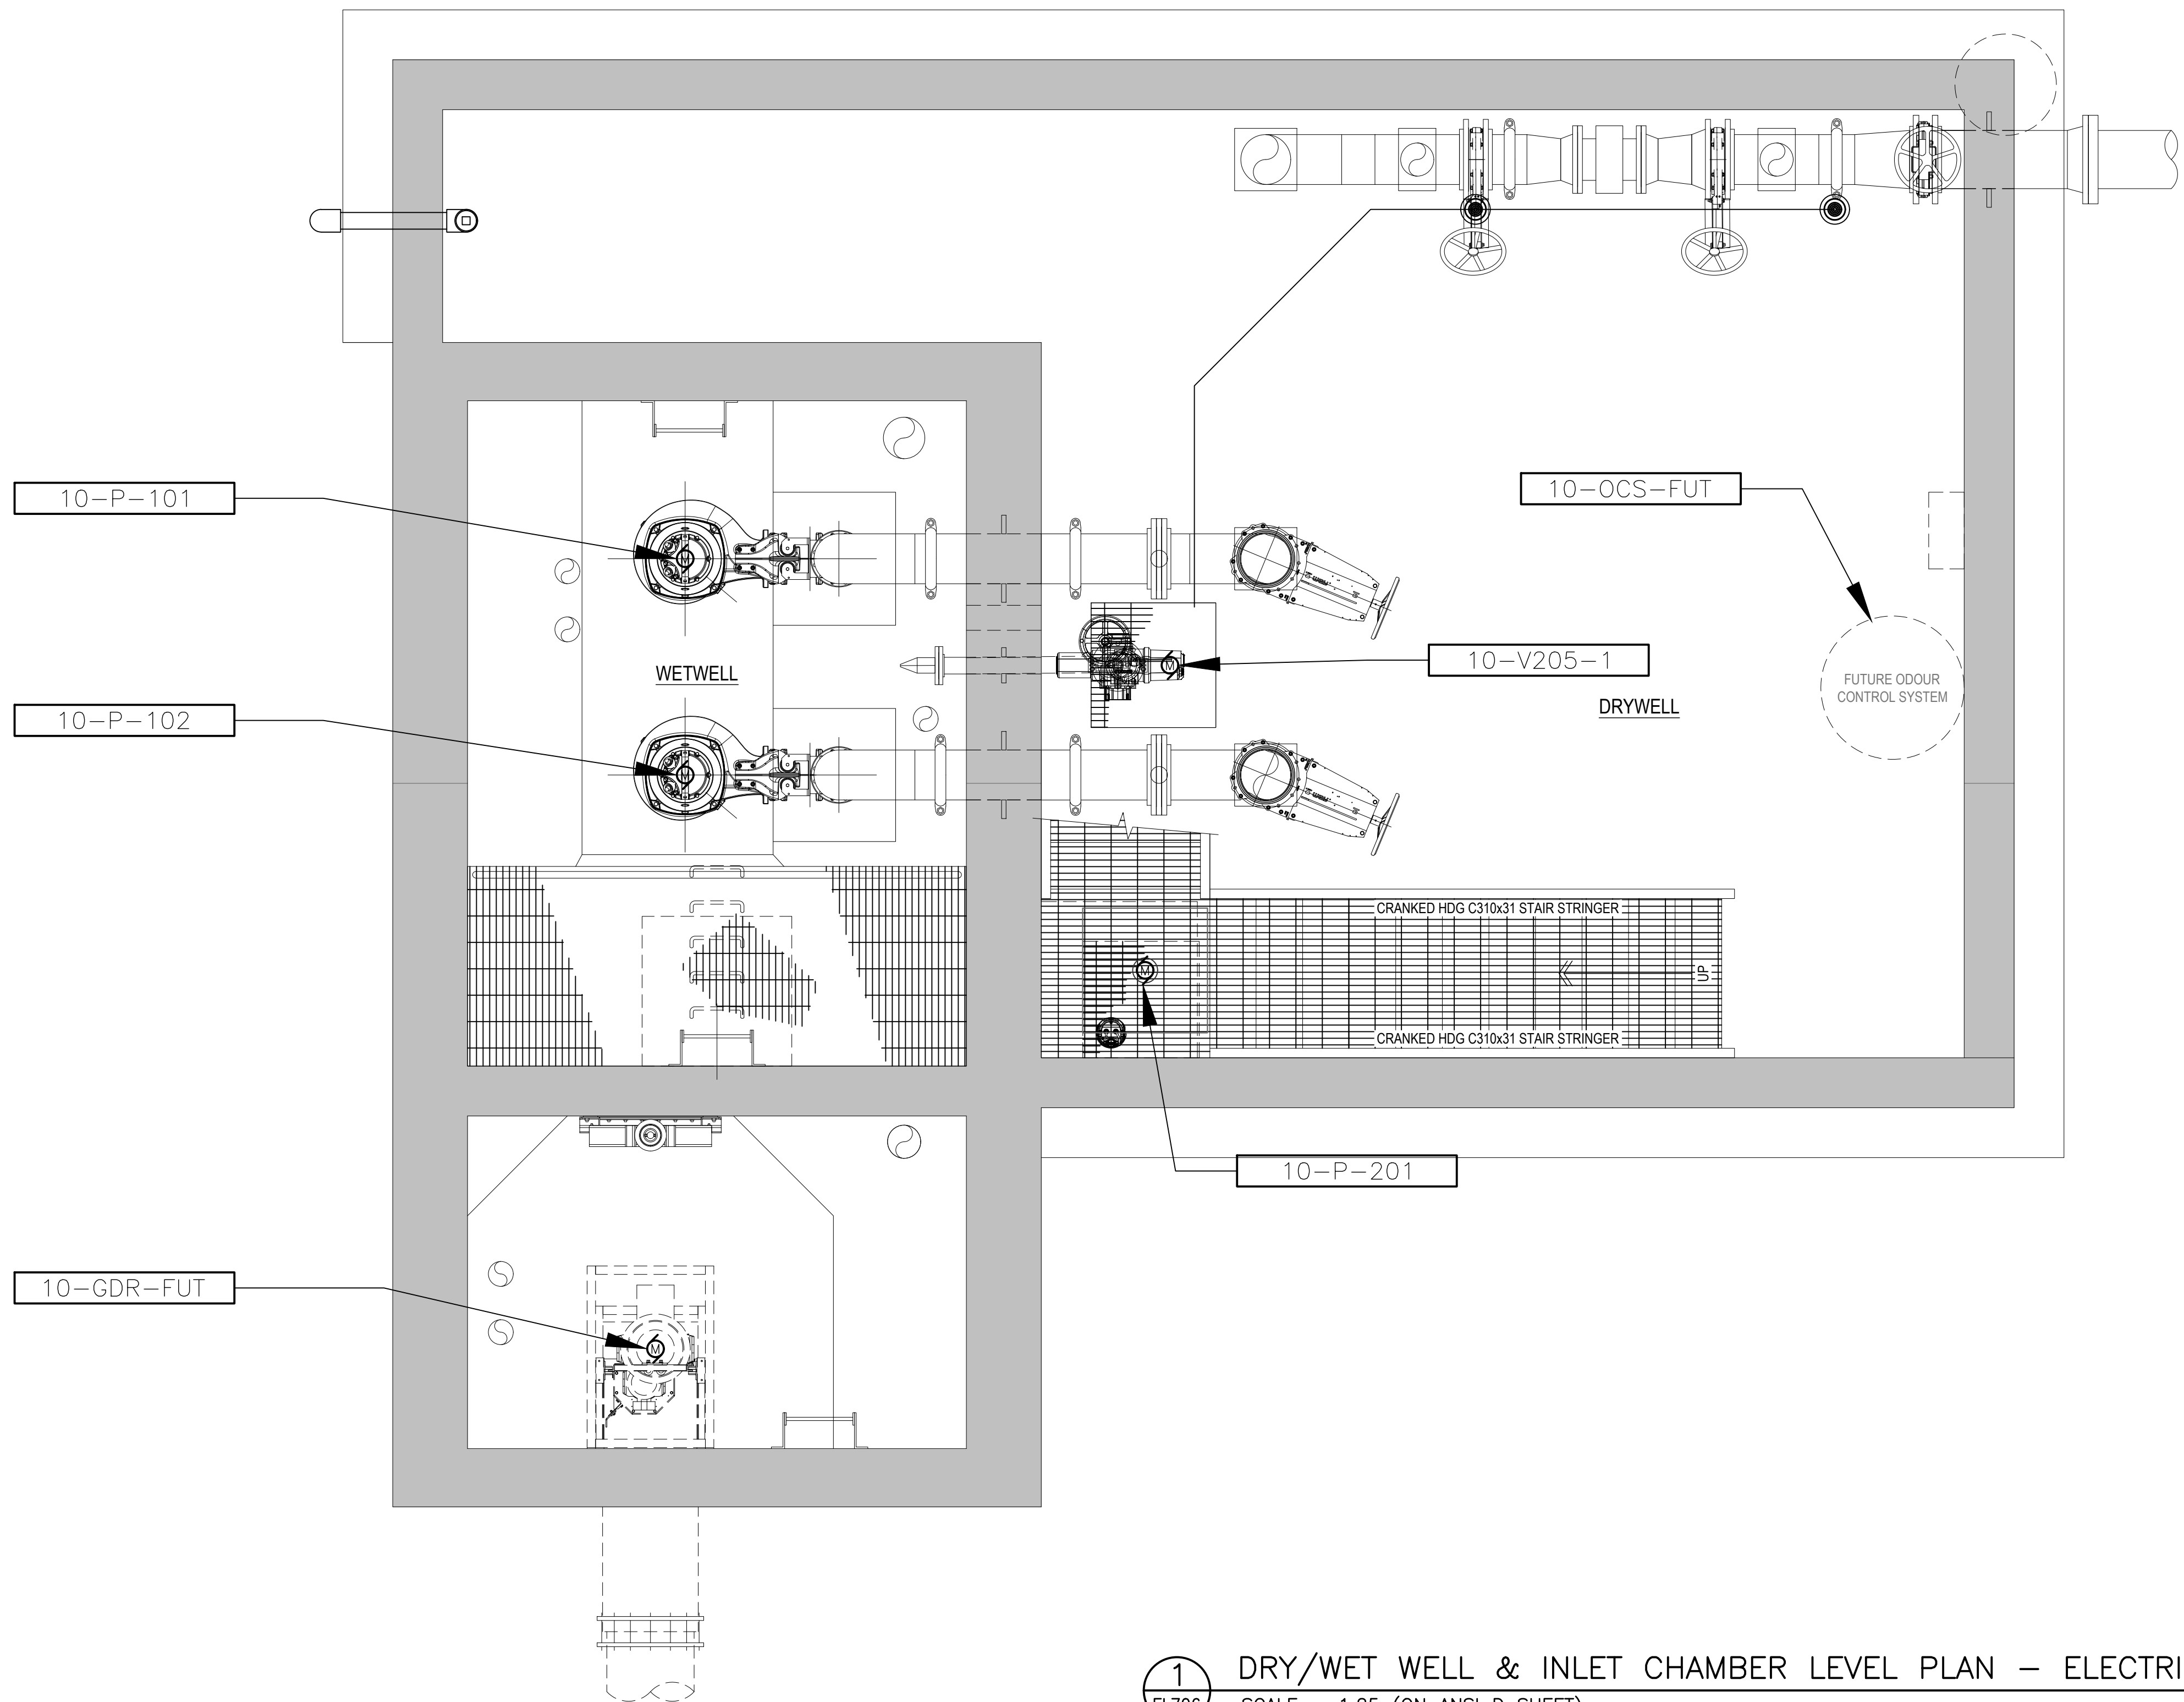 10-P-101
10-OCS-FUT
WETWELL
10-V205-1
FUTURE ODOUR
CONTROL SYSTEM
DRYWELL
10-P-102
CRANKED HDG C310x31 STAIR STRINGER
UP
CRANKED HDG C310x31 STAIR STRINGER
10-P-201
10-GDR-FUT
M
M
M
M
M
1 DRY/WET WELL & INLET CHAMBER LEVEL PLAN - ELECTRI